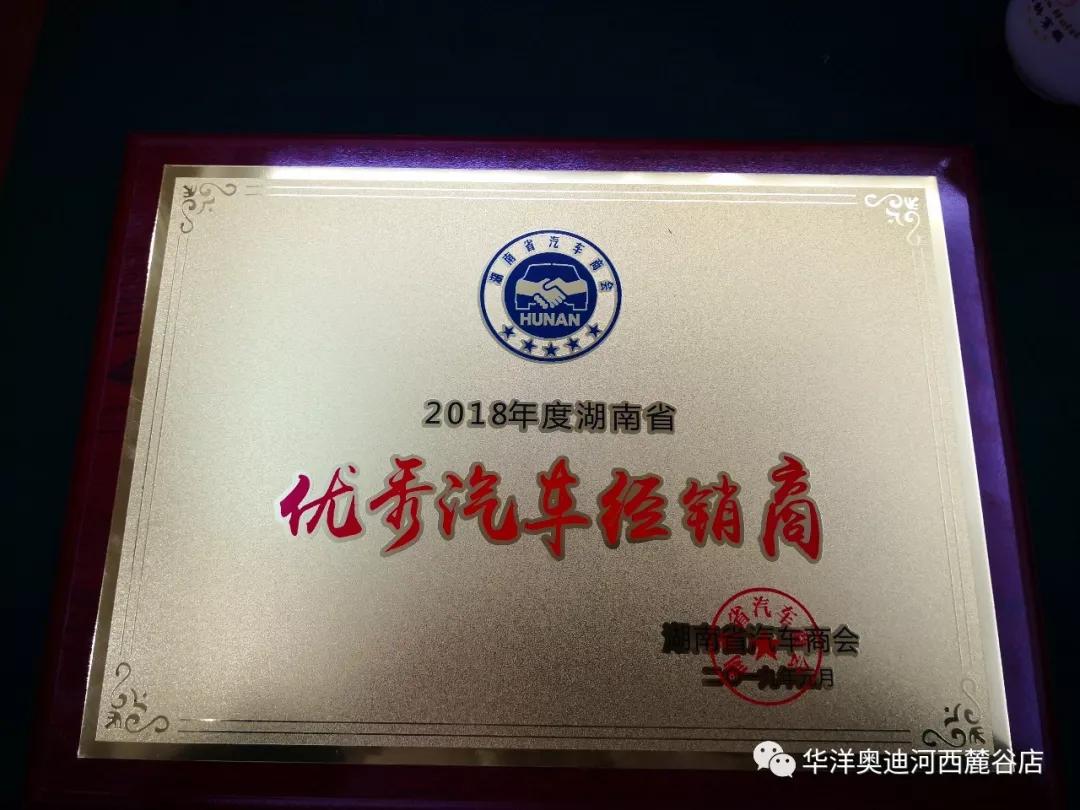 湖南省汽车商会
HUNAN
2018年度湖南省
优秀汽车经销商
湖南省汽车商会
二〇一九年元月
华洋奥迪河西麓谷店